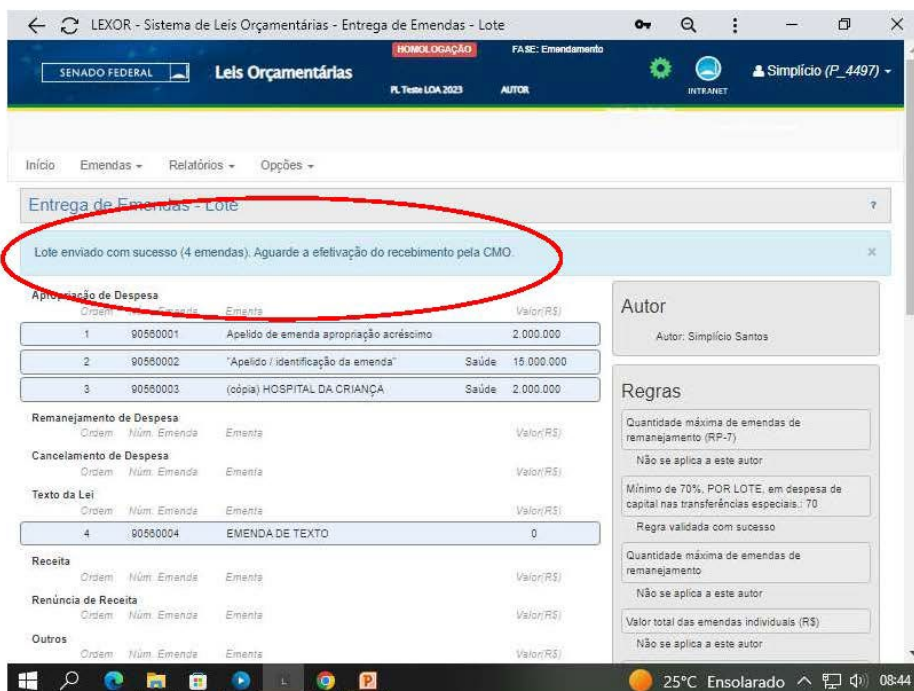 LEXOR - Sistema de Leis Orçamentárias - Entrega de Emendas - Lote
SENADO FEDERAL
Leis Orçamentárias
HOMOLOGAÇÃO
FASE: Emendamento
PL Teste LOA 2023
AUTOR
INTRANET
Simplício (P_4497)
Início Emendas Relatórios Opções
Entrega de Emendas - Lote ?
Lote enviado com sucesso (4 emendas). Aguarde a efetivação do recebimento pela CMO. ×
Apropriação de Despesa
Ordem Núm. Emenda Ementa Valor(R$)
1 90560001 Apelido de emenda apropriação acréscimo 2.000.000
2 90560002 "Apelido / identificação da emenda" Saúde 15.000.000
3 90560003 (cópia) HOSPITAL DA CRIANÇA Saúde 2.000.000
Remanejamento de Despesa
Ordem Núm. Emenda Ementa Valor(R$)
Cancelamento de Despesa
Ordem Núm. Emenda Ementa Valor(R$)
Texto da Lei
Ordem Núm. Emenda Ementa Valor(R$)
4 90560004 EMENDA DE TEXTO 0
Receita
Ordem Núm. Emenda Ementa Valor(R$)
Renúncia de Receita
Ordem Núm. Emenda Ementa Valor(R$)
Outros
Ordem Núm. Emenda Ementa Valor(R$)
Autor
Autor: Simplício Santos
Regras
Quantidade máxima de emendas de
remanejamento (RP-7)
Não se aplica a este autor
Mínimo de 70%, POR LOTE, em despesa de
capital nas transferências especiais.: 70
Regra validada com sucesso
Quantidade máxima de emendas de
remanejamento
Não se aplica a este autor
Valor total das emendas individuais (R$)
Não se aplica a este autor
25°C Ensolarado 08:44